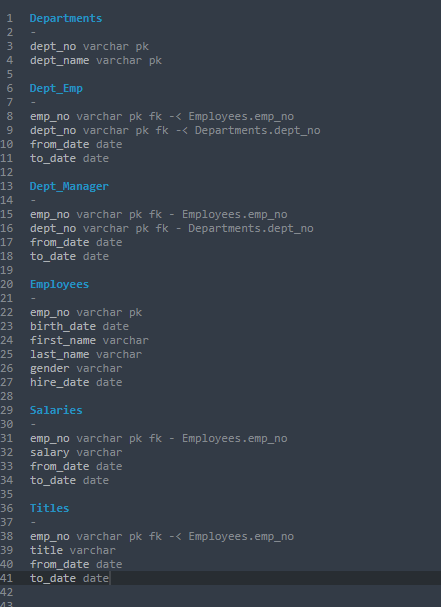 1 Departments
2 -
3 dept_no varchar pk
4 dept_name varchar pk
5
6 Dept_Emp
7 -
8 emp_no varchar pk fk -< Employees.emp_no
9 dept_no varchar pk fk -< Departments.dept_no
10 from_date date
11 to_date date
12
13 Dept_Manager
14 -
15 emp_no varchar pk fk - Employees.emp_no
16 dept_no varchar pk fk - Departments.dept_no
17 from_date date
18 to_date date
19
20 Employees
21 -
22 emp_no varchar pk
23 birth_date date
24 first_name varchar
25 last_name varchar
26 gender varchar
27 hire_date date
28
29 Salaries
30 -
31 emp_no varchar pk fk - Employees.emp_no
32 salary varchar
33 from_date date
34 to_date date
35
36 Titles
37 -
38 emp_no varchar pk fk -< Employees.emp_no
39 title varchar
40 from_date date
41 to_date date
42
43